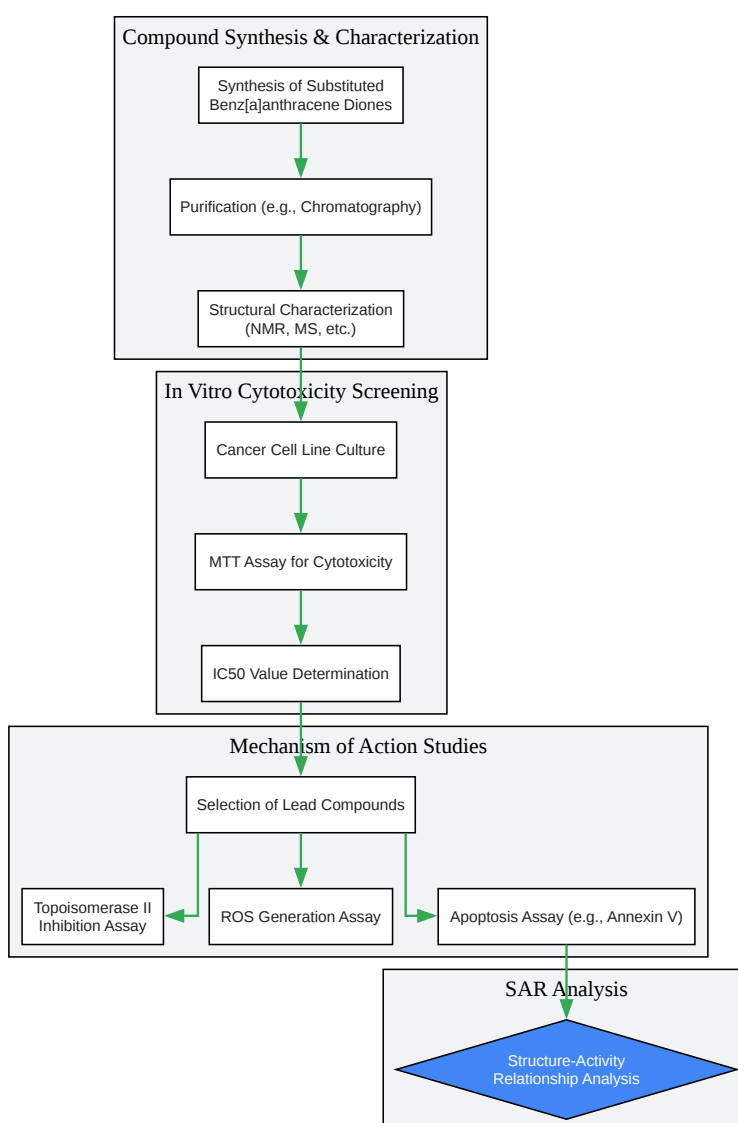 Compound Synthesis & Characterization
Synthesis of Substituted
Benz[a]anthracene Diones
Purification (e.g., Chromatography)
Structural Characterization
(NMR, MS, etc.)
In Vitro Cytotoxicity Screening
Cancer Cell Line Culture
MTT Assay for Cytotoxicity
IC50 Value Determination
Mechanism of Action Studies
Selection of Lead Compounds
Topoisomerase II
Inhibition Assay
ROS Generation Assay
Apoptosis Assay (e.g., Annexin V)
SAR Analysis
Structure-Activity
Relationship Analysis